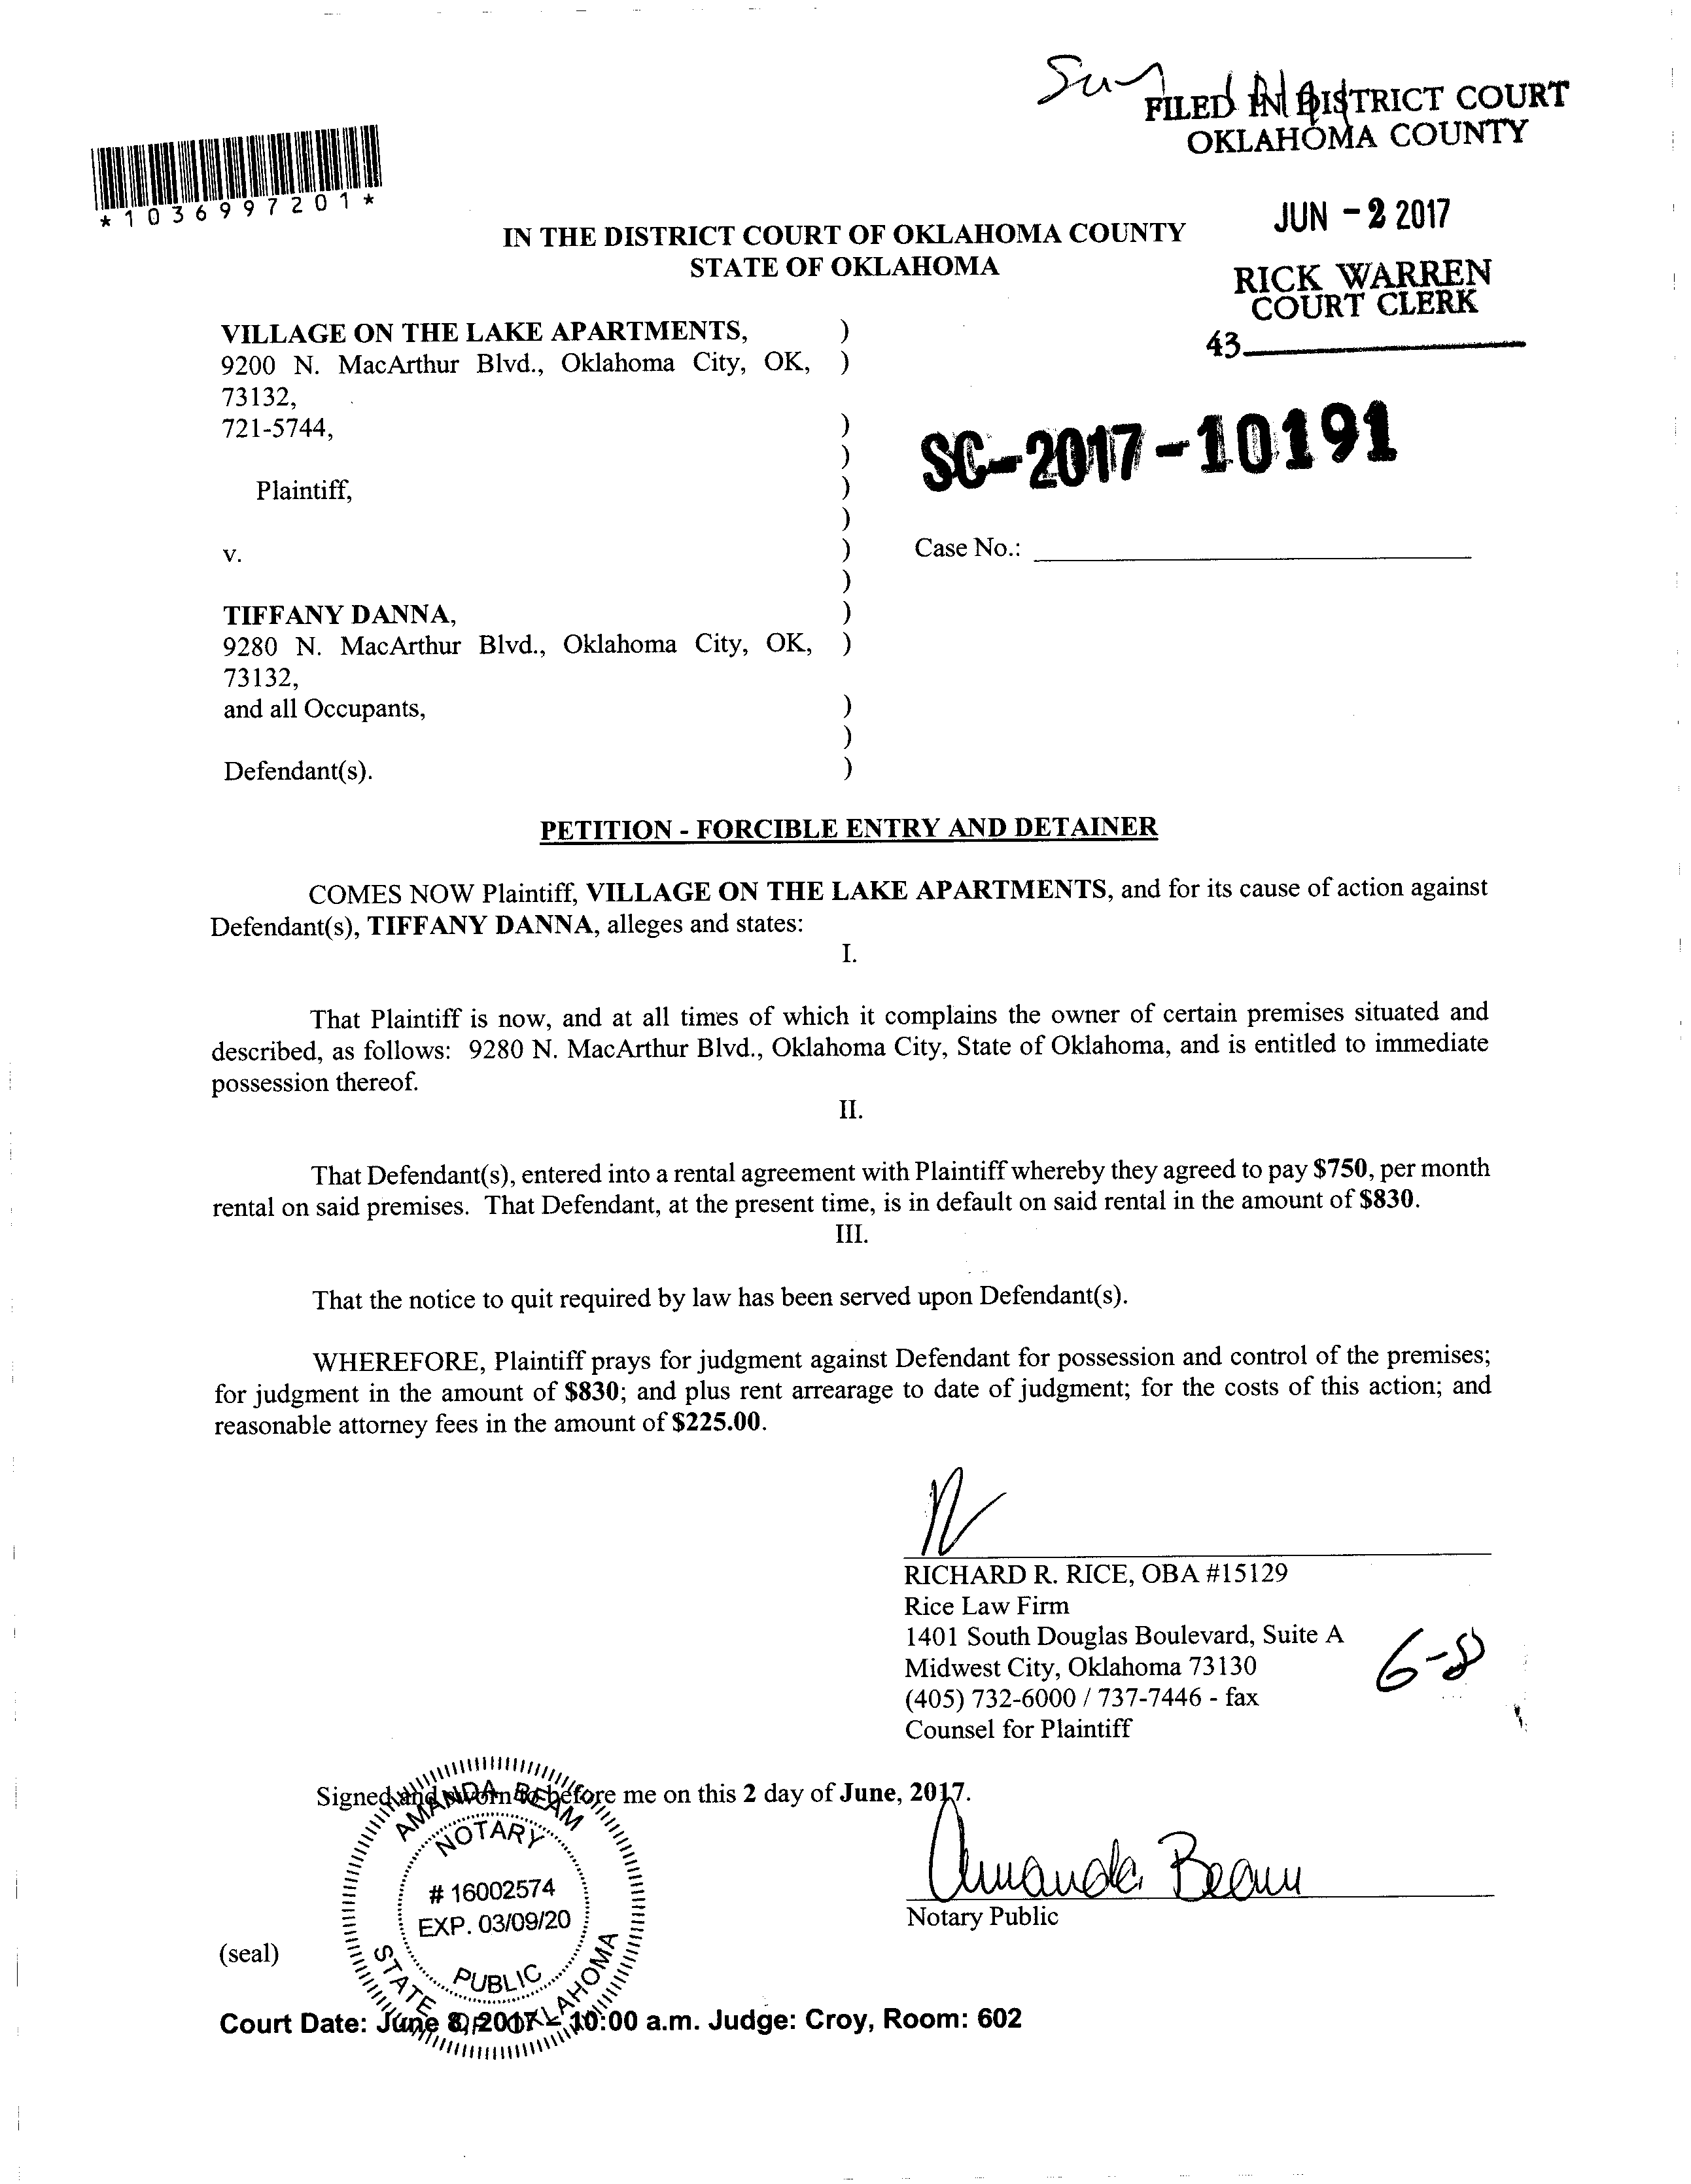 FILED IN DISTRICT COURT
OKLAHOMA COUNTY
*1036997201*
JUN - 2 2017
IN THE DISTRICT COURT OF OKLAHOMA COUNTY
STATE OF OKLAHOMA
RICK WARREN
COURT CLERK
43
VILLAGE ON THE LAKE APARTMENTS, )
9200 N. MacArthur Blvd., Oklahoma City, OK, )
73132,
721-5744, )
)
Plaintiff, )
)
v. )
)
SC-2017-10191
Case No.:
TIFFANY DANNA, )
9280 N. MacArthur Blvd., Oklahoma City, OK, )
73132,
and all Occupants, )
)
Defendant(s). )
PETITION - FORCIBLE ENTRY AND DETAINER
COMES NOW Plaintiff, VILLAGE ON THE LAKE APARTMENTS, and for its cause of action against
Defendant(s), TIFFANY DANNA, alleges and states:
I.
That Plaintiff is now, and at all times of which it complains the owner of certain premises situated and
described, as follows: 9280 N. MacArthur Blvd., Oklahoma City, State of Oklahoma, and is entitled to immediate
possession thereof.
II.
That Defendant(s), entered into a rental agreement with Plaintiff whereby they agreed to pay $750, per month
rental on said premises. That Defendant, at the present time, is in default on said rental in the amount of $830.
III.
That the notice to quit required by law has been served upon Defendant(s).
WHEREFORE, Plaintiff prays for judgment against Defendant for possession and control of the premises;
for judgment in the amount of $830; and plus rent arrearage to date of judgment; for the costs of this action; and
reasonable attorney fees in the amount of $225.00.
RICHARD R. RICE, OBA #15129
Rice Law Firm
1401 South Douglas Boulevard, Suite A
Midwest City, Oklahoma 73130
(405) 732-6000 / 737-7446 - fax
Counsel for Plaintiff
6-8
Signed and sworn to before me on this 2 day of June, 2017.
Amanda Beam
Notary Public
AMANDA BEAM
NOTARY
# 16002574
EXP. 03/09/20
PUBLIC
STATE OF OKLAHOMA
(seal)
Court Date: June 8, 2017 - 10:00 a.m. Judge: Croy, Room: 602